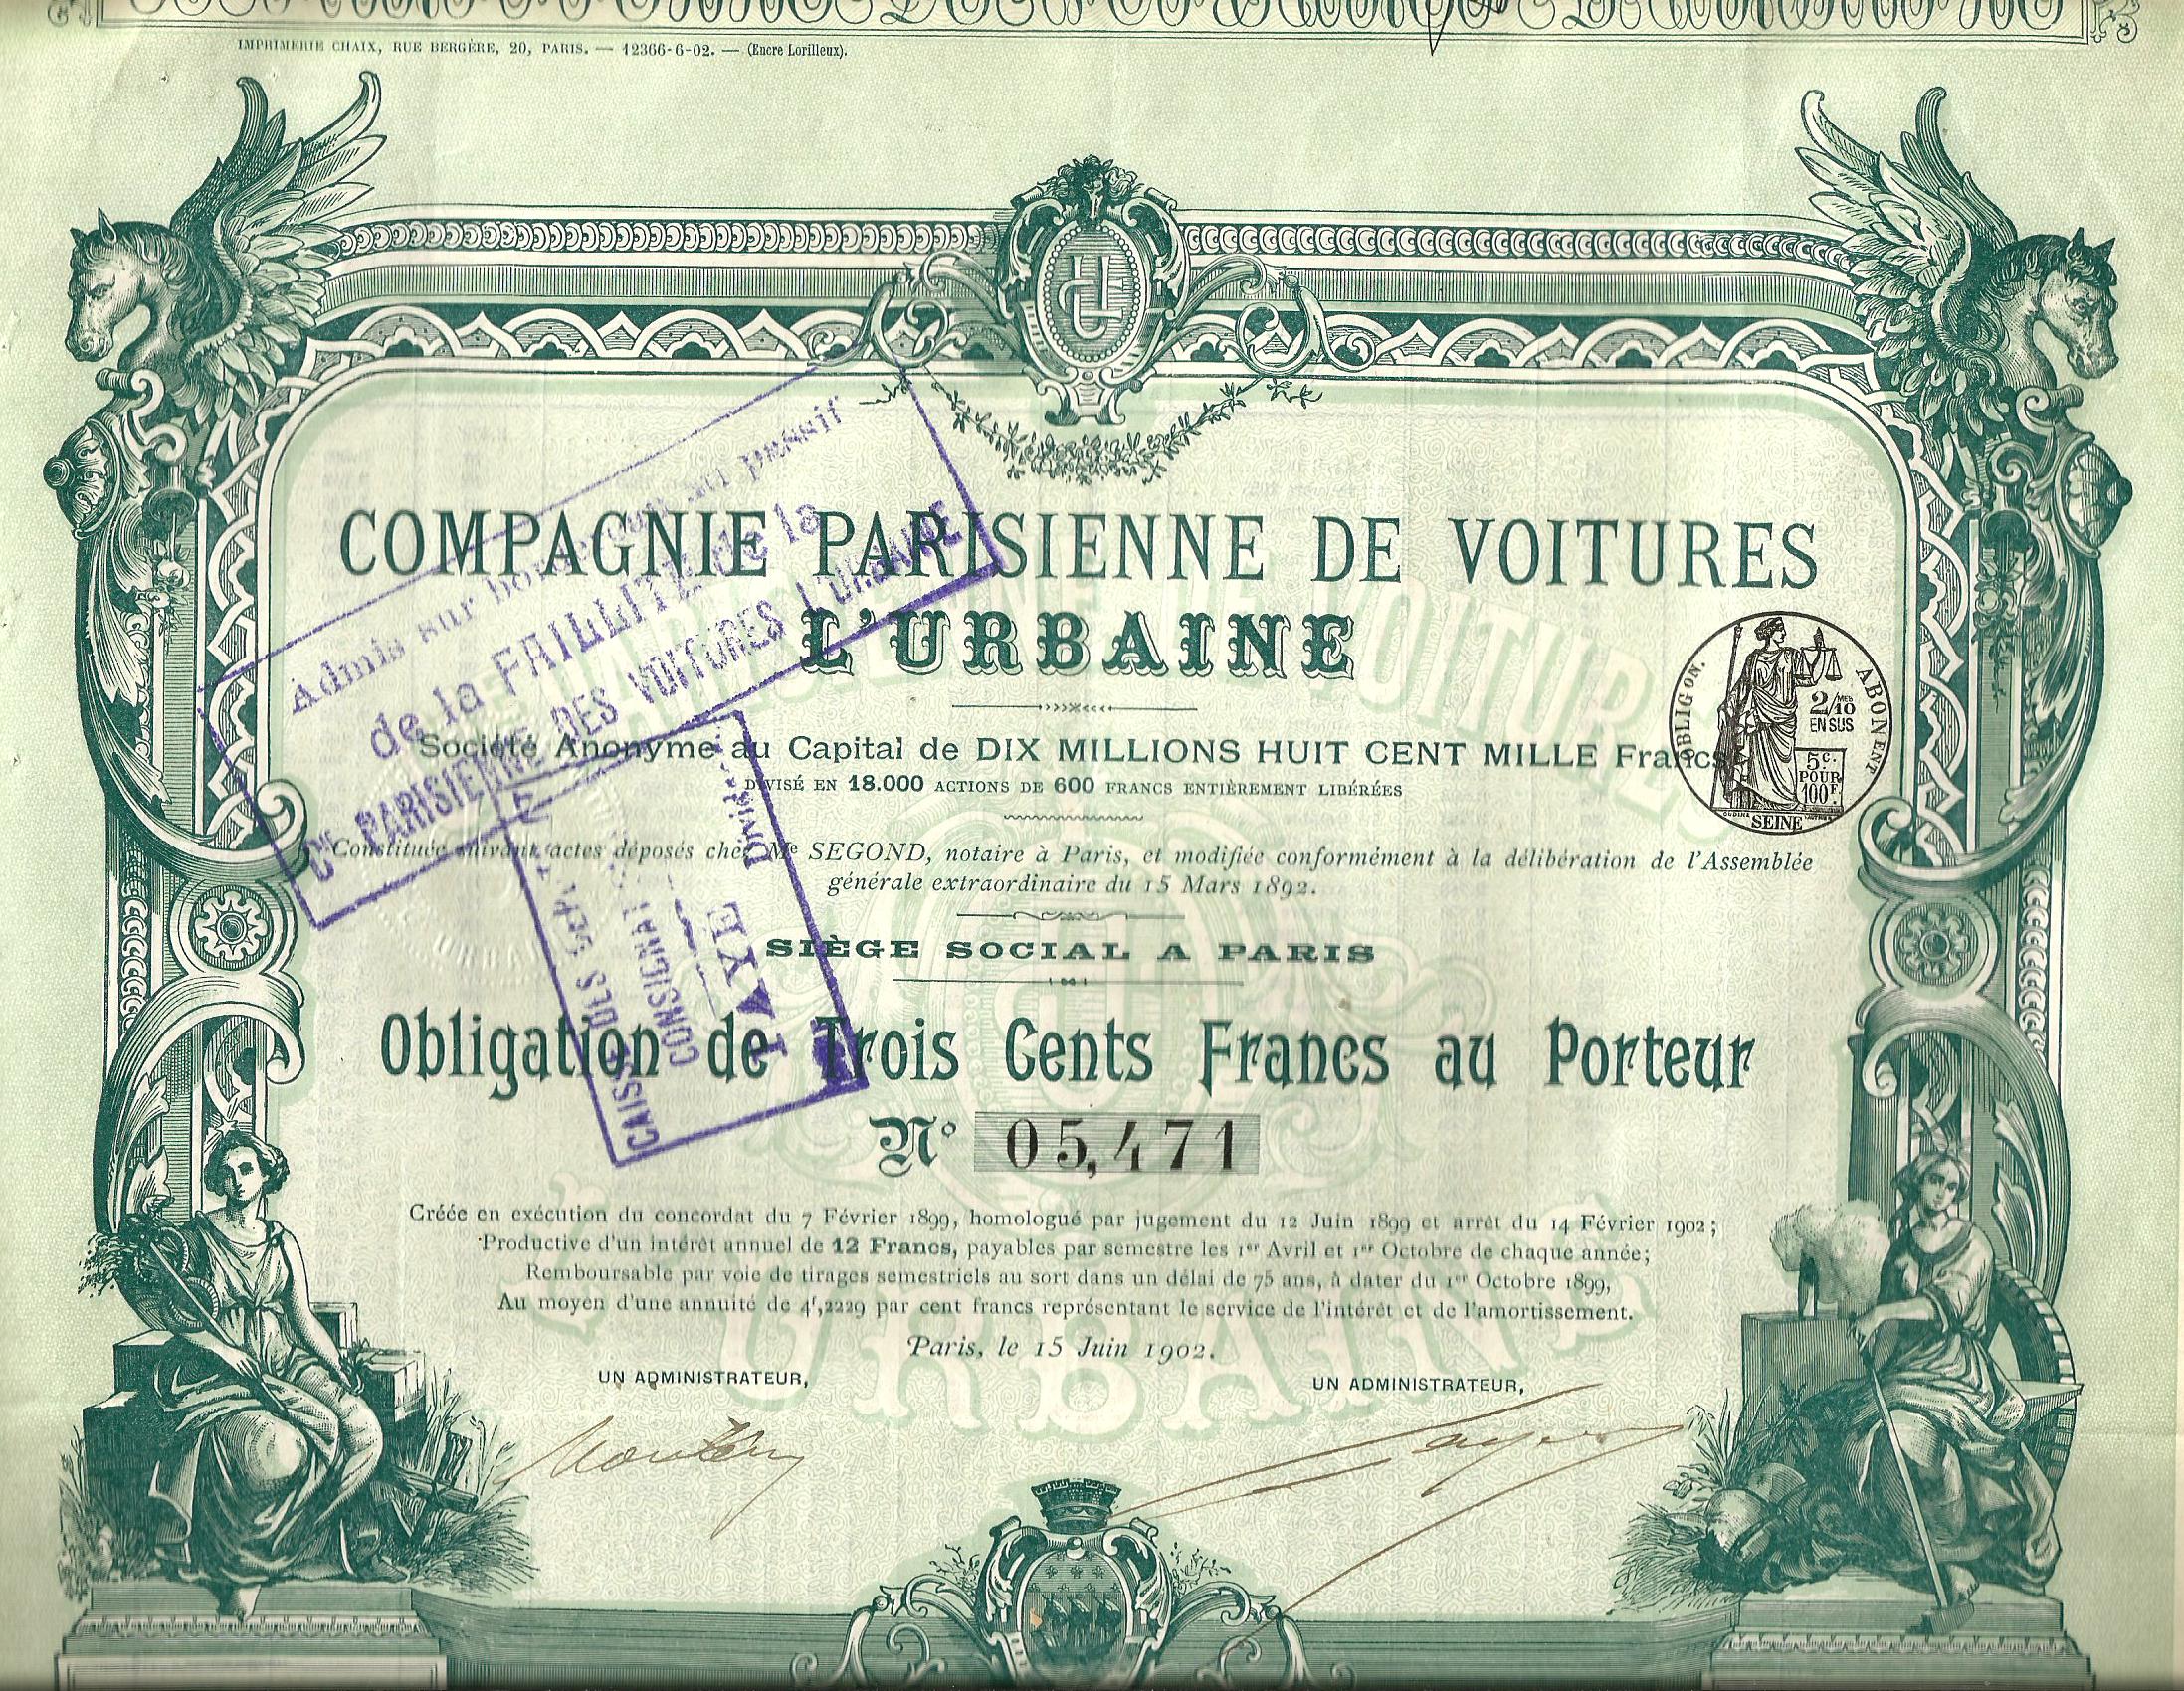 IMPRIMERIE CHAIX, RUE BERGÈRE, 20, PARIS. — 12366-6-02. — (Encre Lorilleux).
COMPAGNIE PARISIENNE DE VOITURES
L'URBAINE
Société Anonyme au Capital de DIX MILLIONS HUIT CENT MILLE Francs
DIVISÉ EN 18.000 ACTIONS DE 600 FRANCS ENTIÈREMENT LIBÉRÉES
Constituée suivant actes déposés chez Me SEGOND, notaire à Paris, et modifiée conformément à la délibération de l'Assemblée
générale extraordinaire du 15 Mars 1892.
SIÈGE SOCIAL A PARIS
Obligation de Trois Cents Francs au Porteur
N° 05,471
Créée en exécution du concordat du 7 Février 1899, homologué par jugement du 12 Juin 1899 et arrêt du 14 Février 1902;
Productive d'un intérêt annuel de 12 Francs, payables par semestre les 1er Avril et 1er Octobre de chaque année;
Remboursable par voie de tirages semestriels au sort dans un délai de 75 ans, à dater du 1er Octobre 1899,
Au moyen d'une annuité de 4f,2229 par cent francs représentant le service de l'intérêt et de l'amortissement.
Paris, le 15 Juin 1902.
UN ADMINISTRATEUR,
UN ADMINISTRATEUR,
Admis sur au passif
de la FAILLITE de la
Cie PARISIENNE DES VOITURES L'URBAINE
CAISSE DES
CONSIGNAT
PAYÉ
OBLIGON.
ABONENT
2/10 MES
EN SUS
5c.
POUR
100F.
SEINE
PARISIENNE DE VOITURES
URBAINE